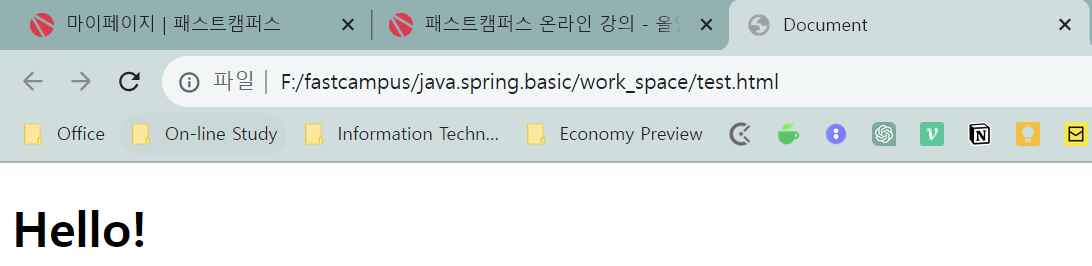 마이페이지 | 패스트캠퍼스
패스트캠퍼스 온라인 강의 - 올인
Document
파일 F:/fastcampus/java.spring.basic/work_space/test.html
Office On-line Study Information Techn... Economy Preview
Hello!